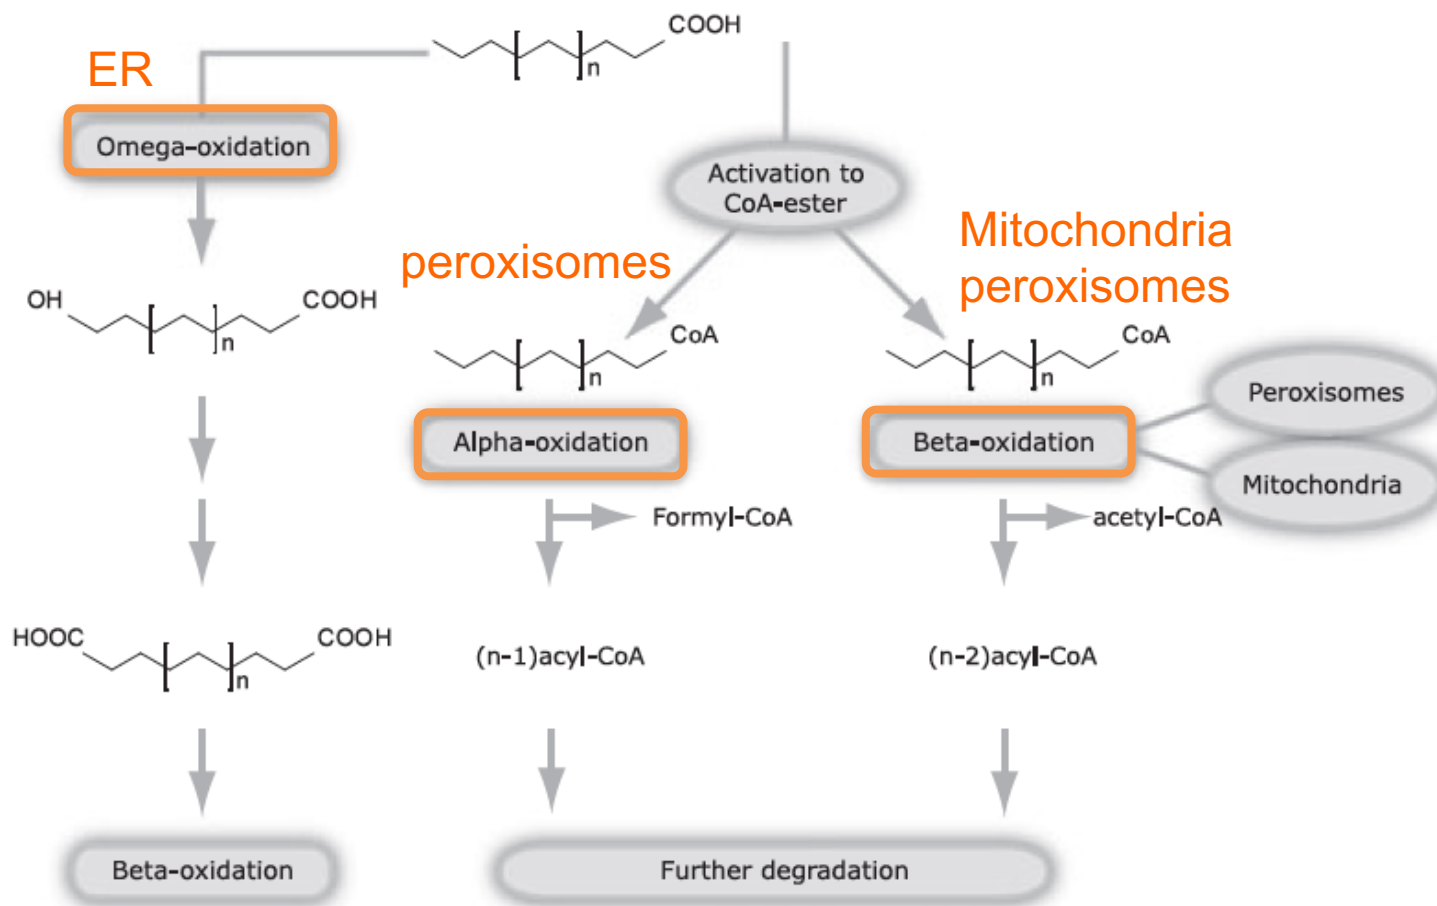 COOH
n
ER
Omega-oxidation
Activation to
CoA-ester
Mitochondria
peroxisomes
peroxisomes
OH
COOH
n
CoA
n
CoA
n
Peroxisomes
Alpha-oxidation
Beta-oxidation
Mitochondria
Formyl-CoA
acetyl-CoA
HOOC
COOH
n
(n-1)acyl-CoA
(n-2)acyl-CoA
Beta-oxidation
Further degradation